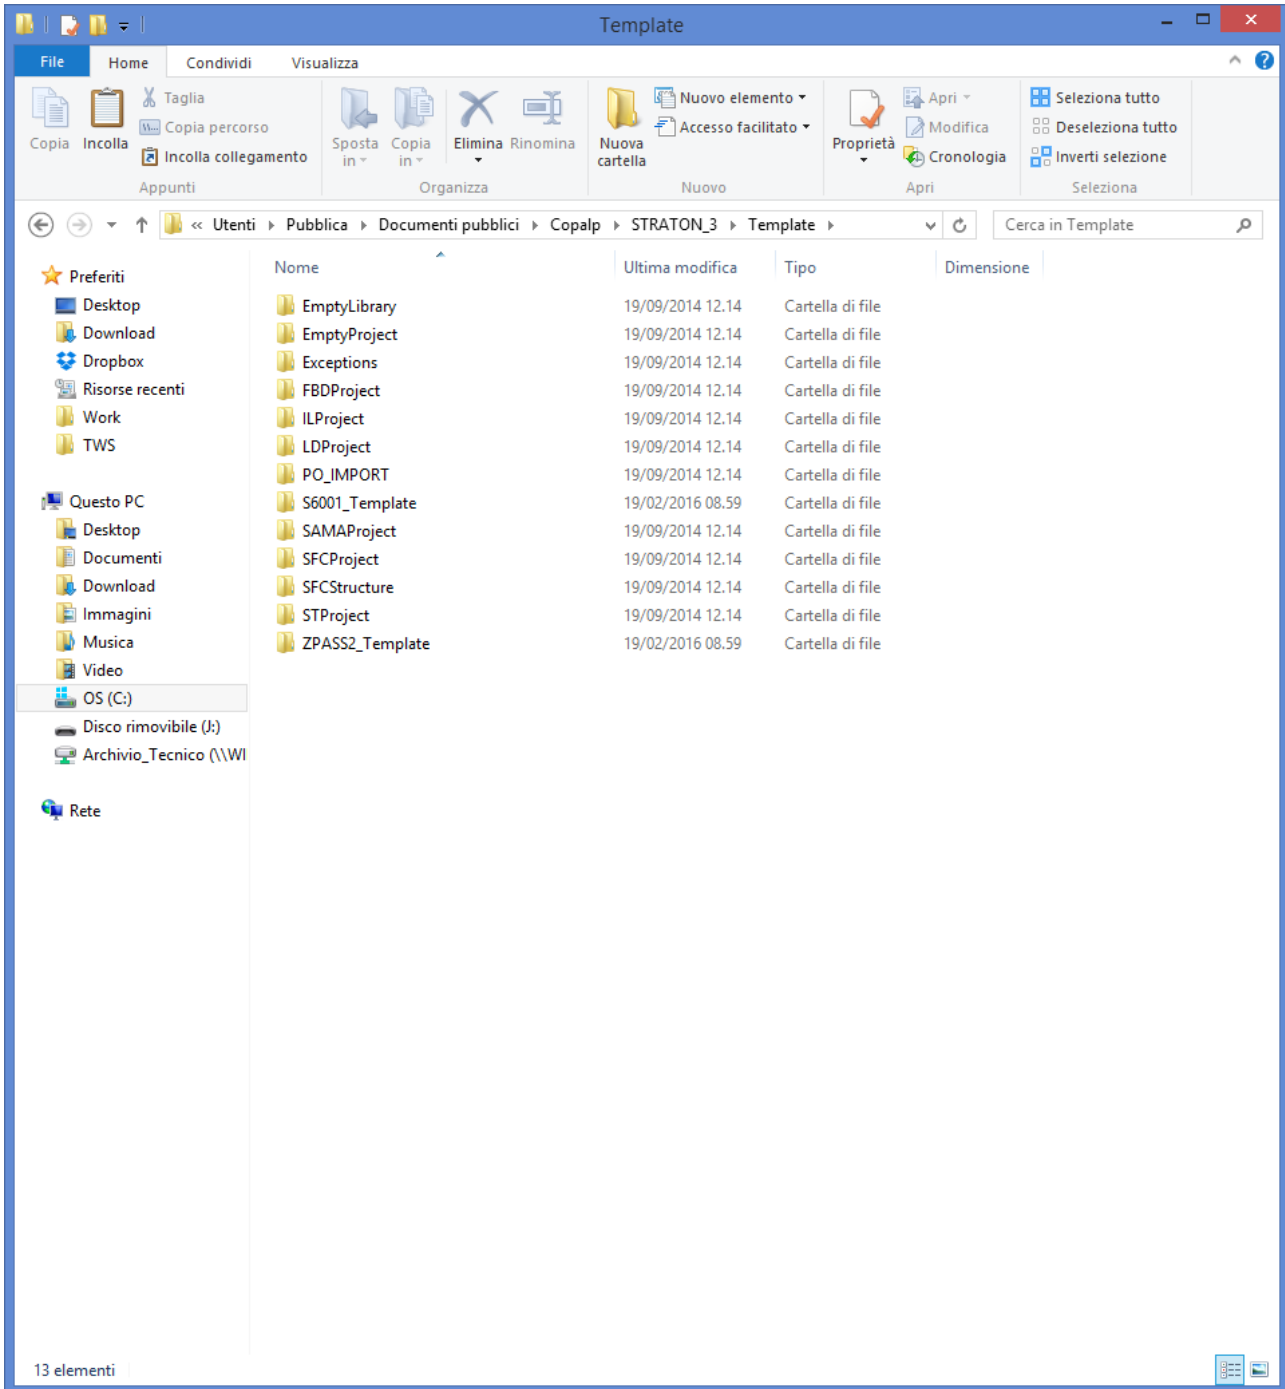 Template
File Home Condividi Visualizza
Copia
Incolla
Taglia
Copia percorso
Incolla collegamento
Appunti
Sposta in
Copia in
Elimina
Rinomina
Organizza
Nuova cartella
Nuovo elemento
Accesso facilitato
Nuovo
Proprietà
Apri
Modifica
Cronologia
Apri
Seleziona tutto
Deseleziona tutto
Inverti selezione
Seleziona
« Utenti Pubblica Documenti pubblici Copalp STRATON_3 Template
Cerca in Template
Preferiti
Desktop
Download
Dropbox
Risorse recenti
Work
TWS
Questo PC
Desktop
Documenti
Download
Immagini
Musica
Video
OS (C:)
Disco rimovibile (J:)
Archivio_Tecnico (\\WI
Rete
Nome Ultima modifica Tipo Dimensione
EmptyLibrary 19/09/2014 12.14 Cartella di file
EmptyProject 19/09/2014 12.14 Cartella di file
Exceptions 19/09/2014 12.14 Cartella di file
FBDProject 19/09/2014 12.14 Cartella di file
ILProject 19/09/2014 12.14 Cartella di file
LDProject 19/09/2014 12.14 Cartella di file
PO_IMPORT 19/09/2014 12.14 Cartella di file
S6001_Template 19/02/2016 08.59 Cartella di file
SAMAProject 19/09/2014 12.14 Cartella di file
SFCProject 19/09/2014 12.14 Cartella di file
SFCStructure 19/09/2014 12.14 Cartella di file
STProject 19/09/2014 12.14 Cartella di file
ZPASS2_Template 19/02/2016 08.59 Cartella di file
13 elementi